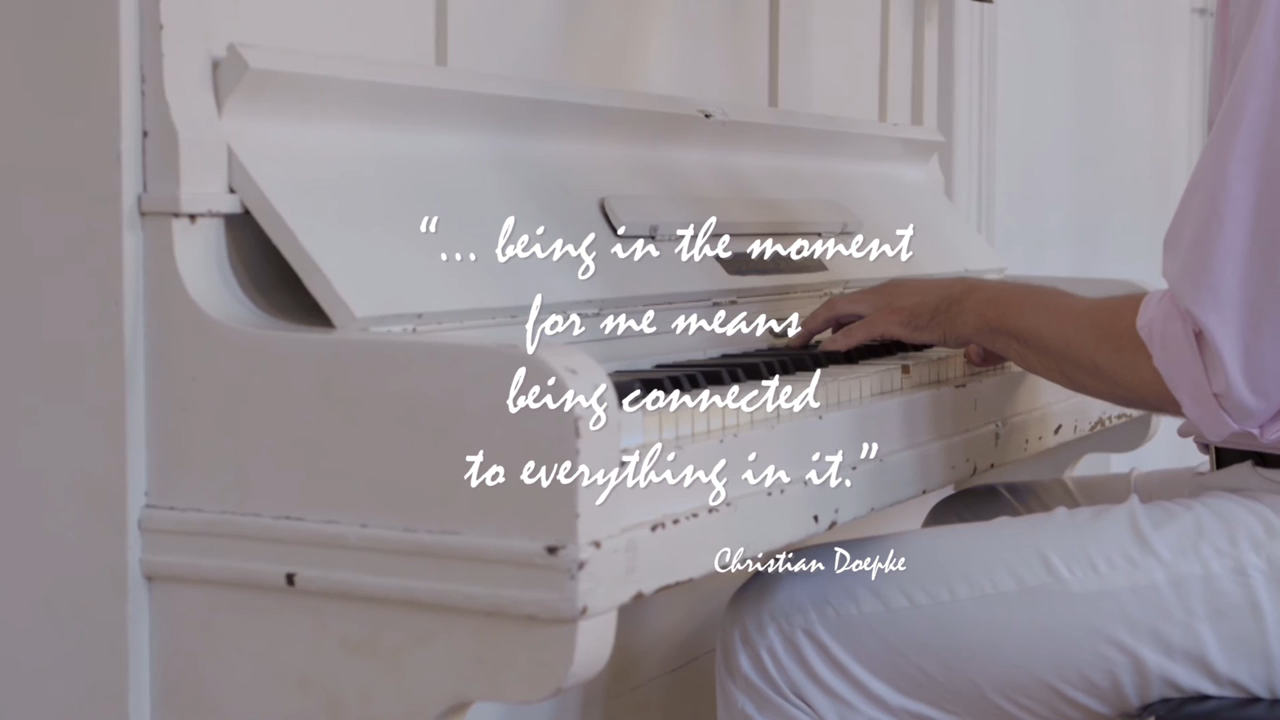 “... being in the moment
for me means
being connected
to everything in it.”
Christian Doepke